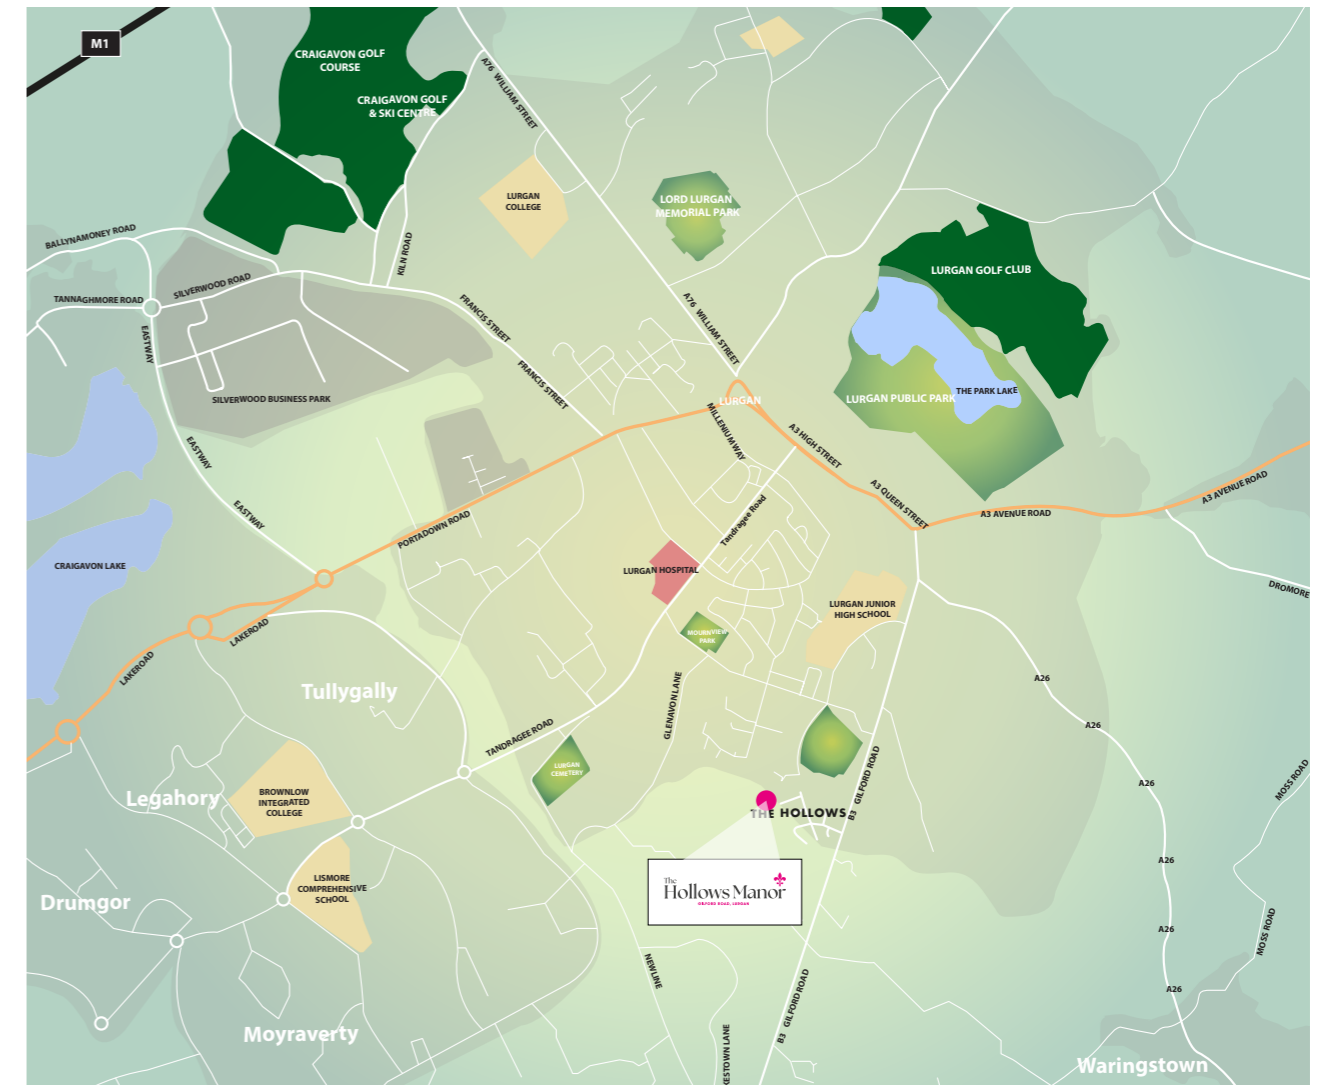 M1
CRAIGAVON GOLF
COURSE
CRAIGAVON GOLF
& SKI CENTRE
A76 WILLIAM STREET
LURGAN
COLLEGE
LORD LURGAN
MEMORIAL PARK
BALLYNAMONEY ROAD
KILN ROAD
LURGAN GOLF CLUB
TANNAGHMORE ROAD
SILVERWOOD ROAD
FRANCIS STREET
A76 WILLIAM STREET
EASTWAY
FRANCIS STREET
SILVERWOOD BUSINESS PARK
LURGAN
LURGAN PUBLIC PARK
THE PARK LAKE
MILLENIUM WAY
A3 HIGH STREET
EASTWAY
A3 QUEEN STREET
A3 AVENUE ROAD
A3 AVENUE ROAD
EASTWAY
PORTADOWN ROAD
Tandragee Road
CRAIGAVON LAKE
LURGAN HOSPITAL
DROMORE
LURGAN JUNIOR
HIGH SCHOOL
LAKEROAD
MOURNVIEW
PARK
LAKEROAD
Tullygally
GLENAVON LANE
A26
A26
TANDRAGEE ROAD
LURGAN
CEMETERY
B3 GILFORD ROAD
A26
MOSS ROAD
Legahory
BROWNLOW
INTEGRATED
COLLEGE
THE HOLLOWS
A26
LISMORE
COMPREHENSIVE
SCHOOL
The
Hollows Manor
GILFORD ROAD, LURGAN
Drumgor
A26
MOSS ROAD
NEWLINE
A26
B3 GILFORD ROAD
Moyraverty
KESTOWN LANE
Waringstown